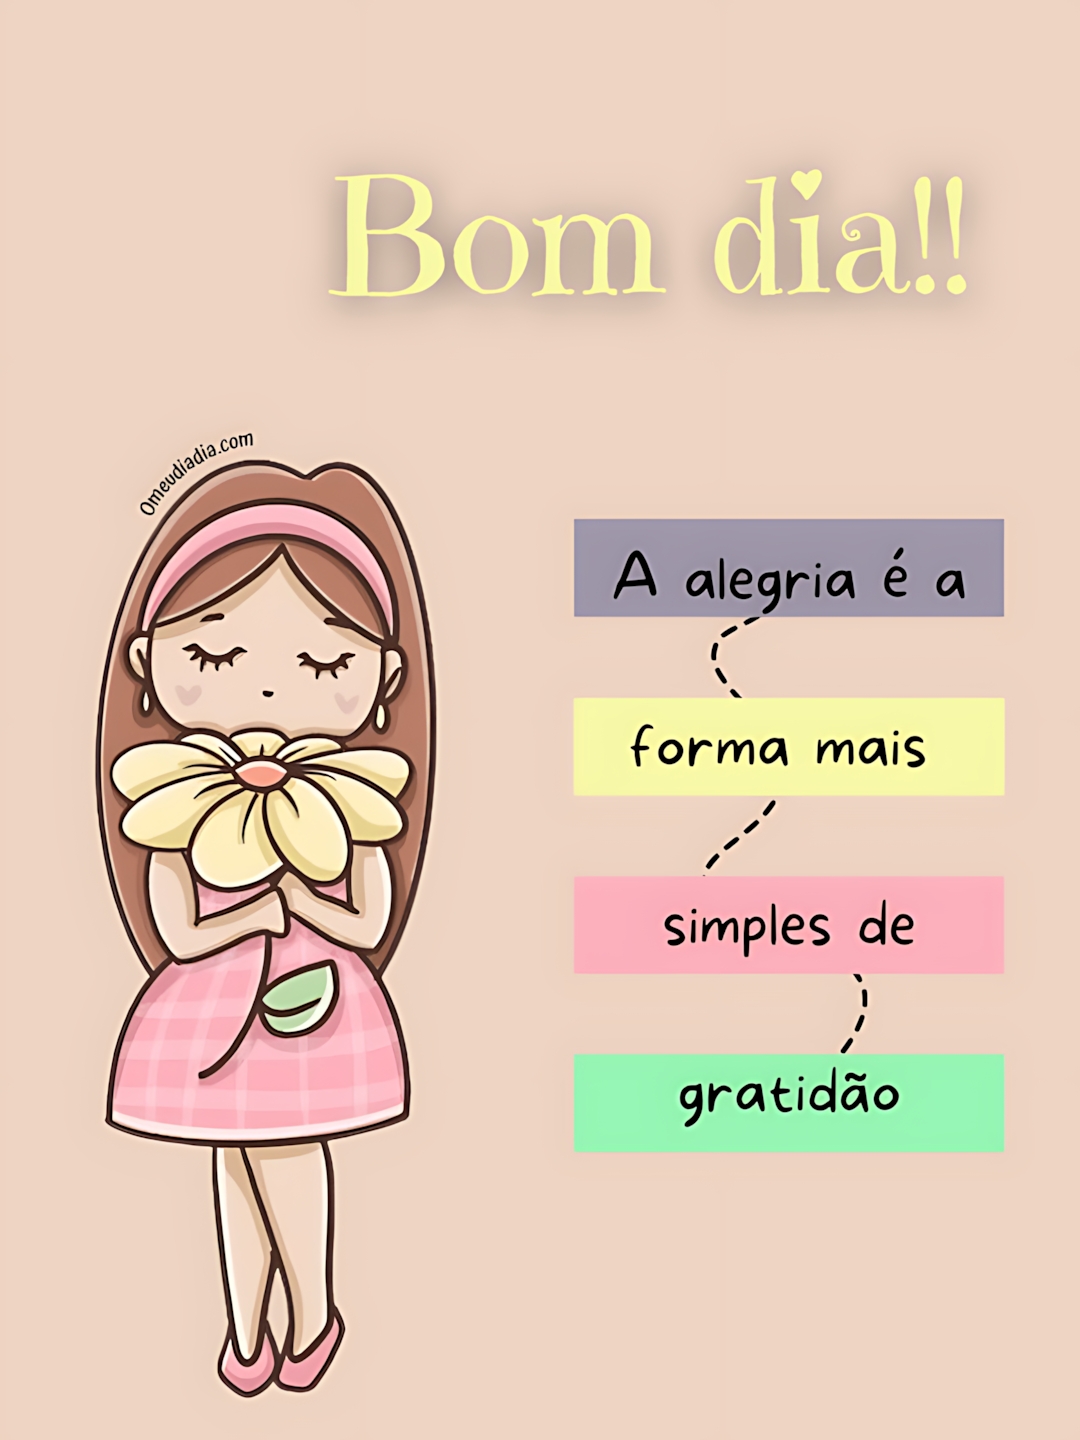 Bom dia!!
Omeudiadia.com
A alegria é a
forma mais
simples de
gratidão